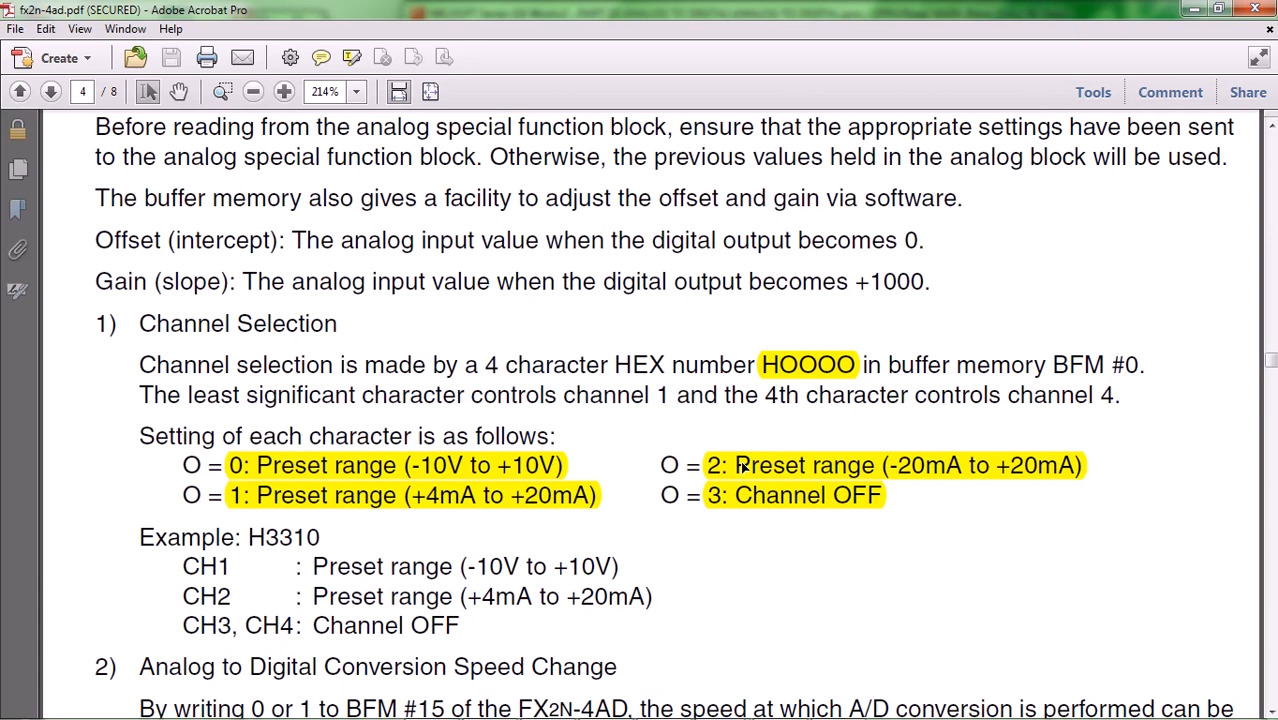 fx2n-4ad.pdf (SECURED) - Adobe Acrobat Pro
File Edit View Window Help
Create
4 / 8 214% Tools Comment Share
Before reading from the analog special function block, ensure that the appropriate settings have been sent
to the analog special function block. Otherwise, the previous values held in the analog block will be used.
The buffer memory also gives a facility to adjust the offset and gain via software.
Offset (intercept): The analog input value when the digital output becomes 0.
Gain (slope): The analog input value when the digital output becomes +1000.
1) Channel Selection
Channel selection is made by a 4 character HEX number HOOOO in buffer memory BFM #0.
The least significant character controls channel 1 and the 4th character controls channel 4.
Setting of each character is as follows:
O = 0: Preset range (-10V to +10V) O = 2: Preset range (-20mA to +20mA)
O = 1: Preset range (+4mA to +20mA) O = 3: Channel OFF
Example: H3310
CH1 : Preset range (-10V to +10V)
CH2 : Preset range (+4mA to +20mA)
CH3, CH4: Channel OFF
2) Analog to Digital Conversion Speed Change
By writing 0 or 1 to BFM #15 of the FX2N-4AD, the speed at which A/D conversion is performed can be